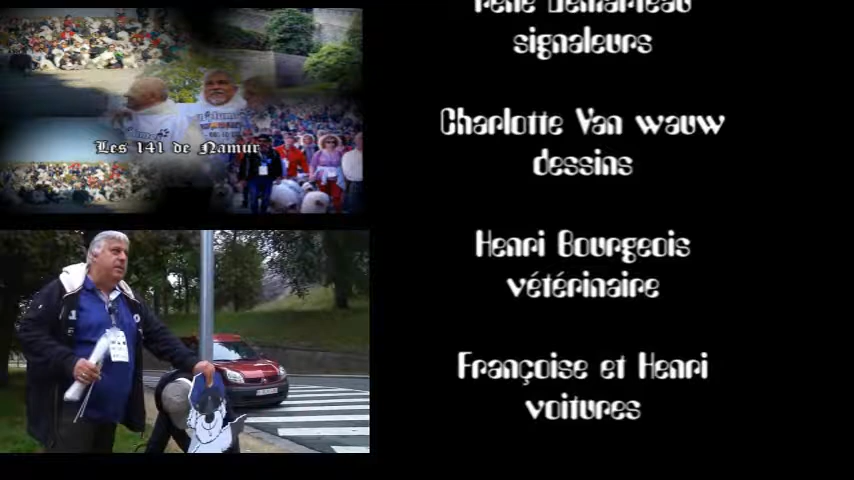 Les 141 de Namur
signaleurs
Charlotte Van wauw
dessins
Henri Bourgeois
vétérinaire
Françoise et Henri
voitures